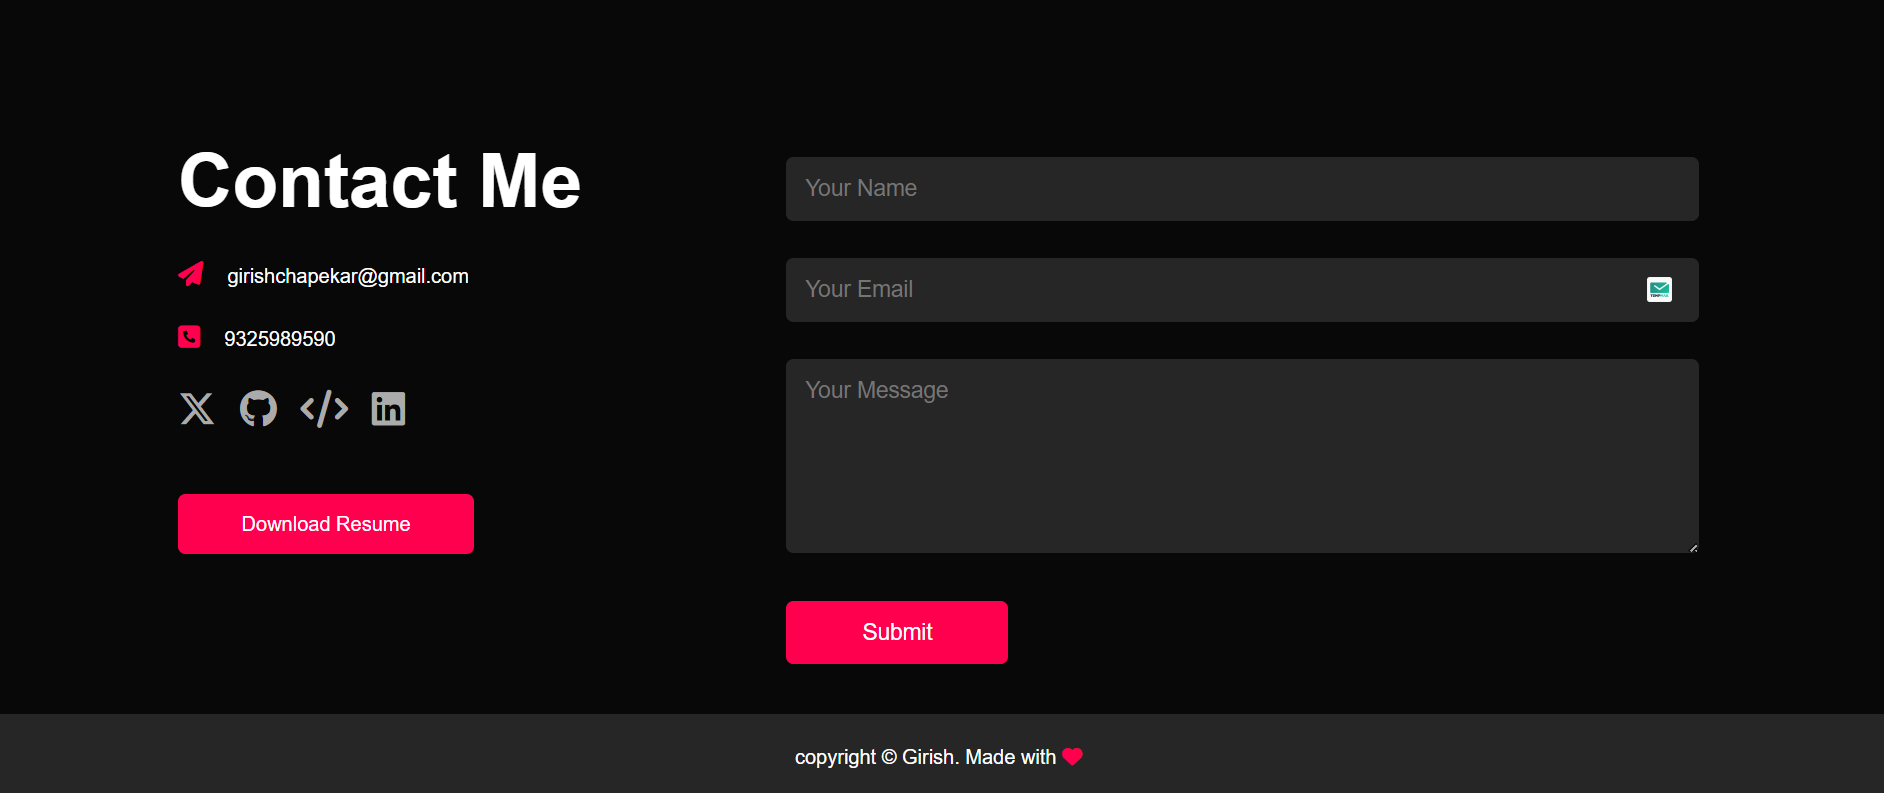 Contact Me
girishchapekar@gmail.com
9325989590
Download Resume
Your Name
Your Email
Your Message
Submit
copyright © Girish. Made with